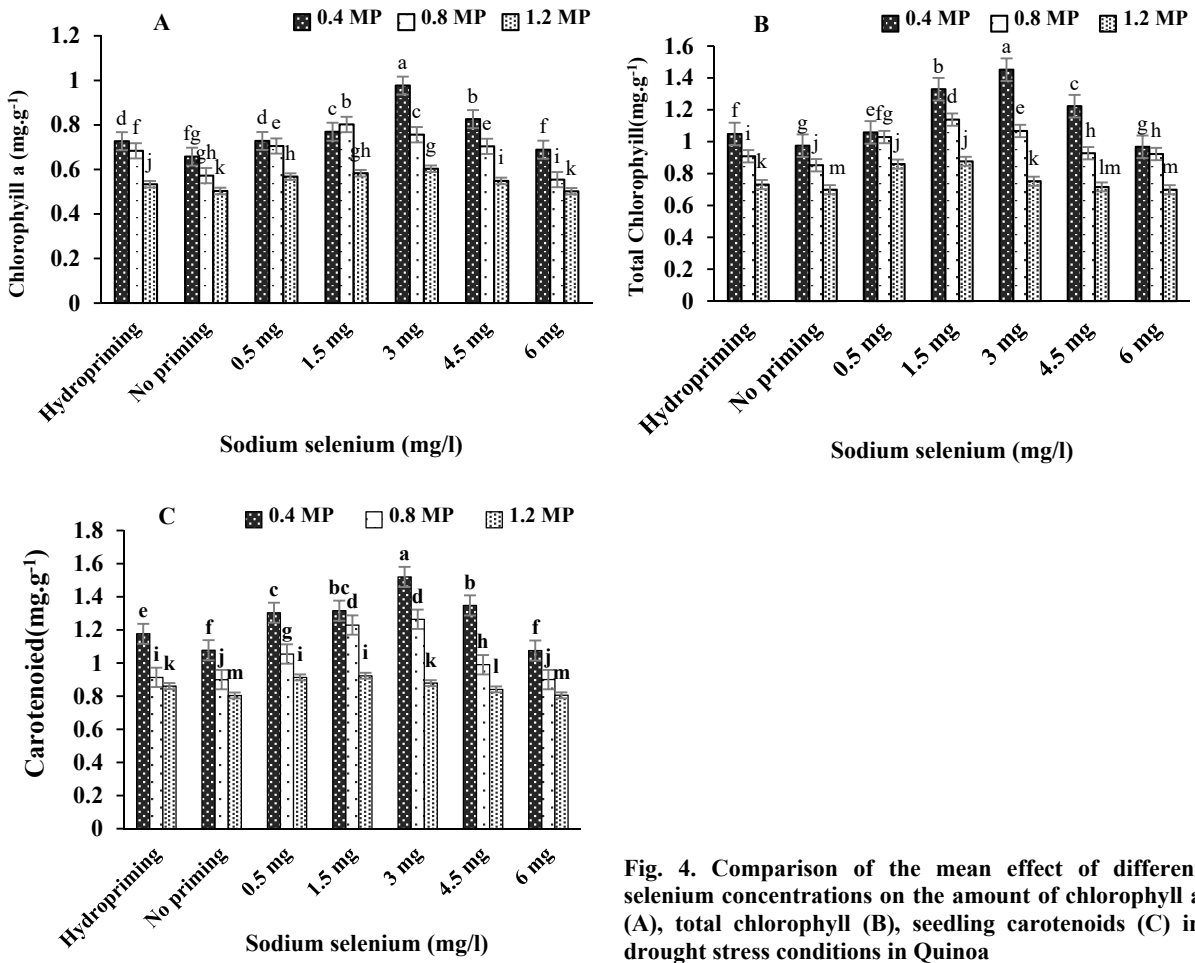 A
0.4 MP 0.8 MP 1.2 MP
Chlorophyill a (mg.g-1)
1.2
1
0.8
0.6
0.4
0.2
0
d f j
fg gh k
d e h
c b gh
a c g
b e i
f i k
Hydropriming No priming 0.5 mg 1.5 mg 3 mg 4.5 mg 6 mg
Sodium selenium (mg/l)
B
0.4 MP 0.8 MP 1.2 MP
Total Chlorophyill(mg.g-1)
1.6
1.4
1.2
1
0.8
0.6
0.4
0.2
0
f i k
g j m
e fg j
b d j
a e k
c h lm
g h m
Hydropriming No priming 0.5 mg 1.5 mg 3 mg 4.5 mg 6 mg
Sodium selenium (mg/l)
C
0.4 MP 0.8 MP 1.2 MP
Carotenoied(mg.g-1)
1.8
1.6
1.4
1.2
1
0.8
0.6
0.4
0.2
0
e i k
f j m
c g i
bc d i
a d k
b h l
f j m
Hydropriming No priming 0.5 mg 1.5 mg 3 mg 4.5 mg 6 mg
Sodium selenium (mg/l)
Fig. 4. Comparison of the mean effect of different
selenium concentrations on the amount of chlorophyll a
(A), total chlorophyll (B), seedling carotenoids (C) in
drought stress conditions in Quinoa